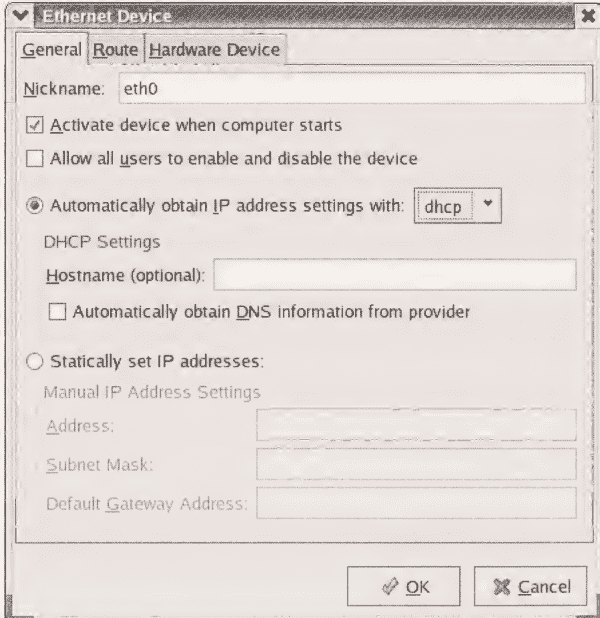 Ethernet Device
General Route Hardware Device
Nickname: eth0
Activate device when computer starts
Allow all users to enable and disable the device
Automatically obtain IP address settings with: dhcp
DHCP Settings
Hostname (optional):
Automatically obtain DNS information from provider
Statically set IP addresses:
Manual IP Address Settings
Address:
Subnet Mask:
Default Gateway Address:
OK Cancel